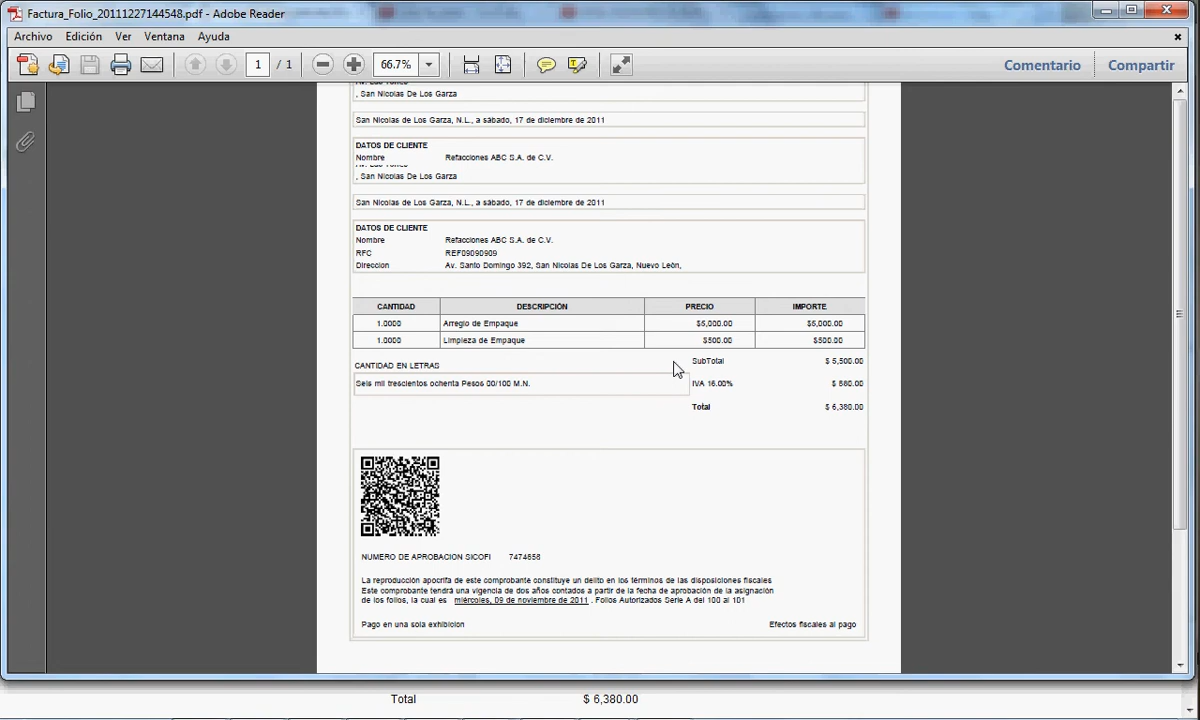 Factura_Folio_20111227144548.pdf - Adobe Reader
Archivo Edición Ver Ventana Ayuda
1 / 1 66.7% Comentario Compartir
, San Nicolas De Los Garza
San Nicolas de Los Garza, N.L., a sábado, 17 de diciembre de 2011
DATOS DE CLIENTE
Nombre Refacciones ABC S.A. de C.V.
, San Nicolas De Los Garza
San Nicolas de Los Garza, N.L., a sábado, 17 de diciembre de 2011
DATOS DE CLIENTE
Nombre Refacciones ABC S.A. de C.V.
RFC REF09090909
Direccion Av. Santo Domingo 392, San Nicolas De Los Garza, Nuevo León,
CANTIDAD DESCRIPCIÓN PRECIO IMPORTE
1.0000 Arreglo de Empaque $5,000.00 $5,000.00
1.0000 Limpieza de Empaque $500.00 $500.00
SubTotal $ 5,500.00
CANTIDAD EN LETRAS
Seis mil trescientos ochenta Pesos 00/100 M.N. IVA 16.00% $ 880.00
Total $ 6,380.00
NUMERO DE APROBACION SICOFI 7474658
La reproducción apocrifa de este comprobante constituye un delito en los términos de las disposiciones fiscales
Este comprobante tendrá una vigencia de dos años contados a partir de la fecha de aprobación de la asignación
de los folios, la cual es miércoles, 09 de noviembre de 2011 . Folios Autorizados Serie A del 100 al 101
Pago en una sola exhibicion Efectos fiscales al pago
Total $ 6,380.00